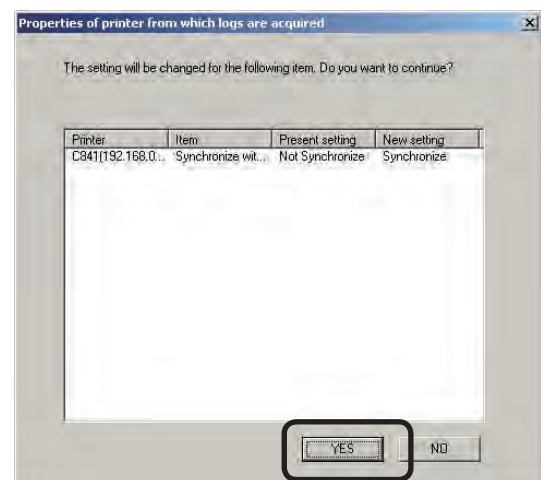 Properties of printer from which logs are acquired
The setting will be changed for the following item. Do you want to continue?
Printer Item Present setting New setting
C841(192.168.0... Synchronize wit... Not Synchronize Synchronize
YES NO